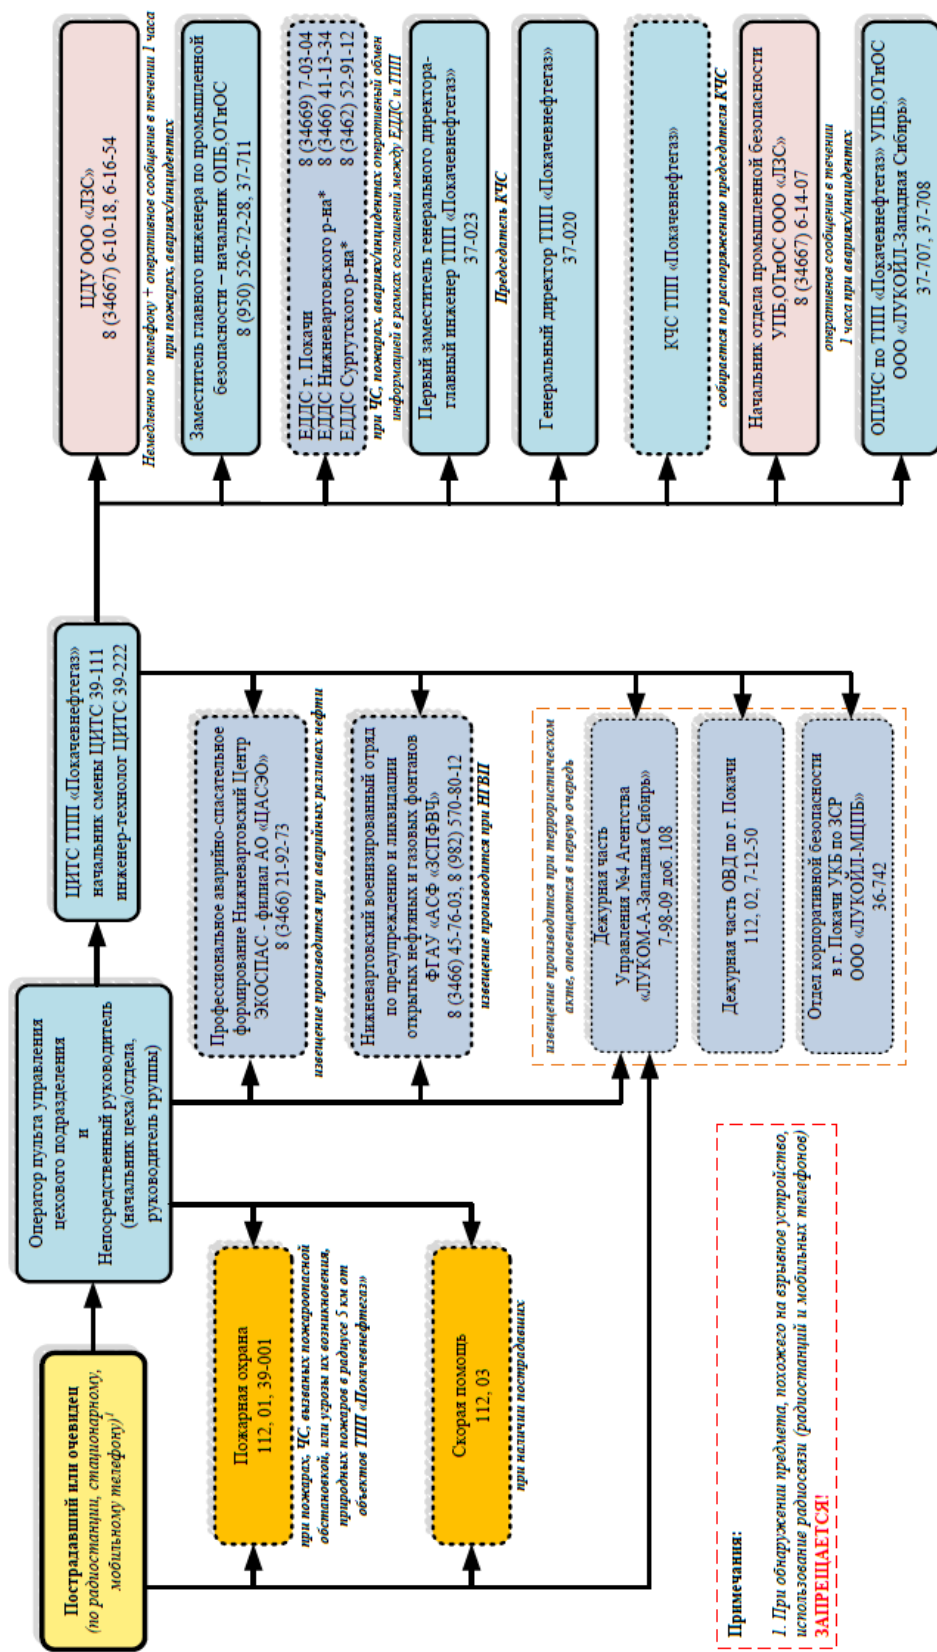 Пострадавший или очевидец
(по радиостанции, стационарному,
мобильному телефону)¹
Оператор пульта управления
цехового подразделения
и
Непосредственный руководитель
(начальник цеха/отдела,
руководитель группы)
ЦИТС ТПП «Покачевнефтегаз»
начальник смены ЦИТС 39-111
инженер-технолог ЦИТС 39-222
ЦДУ ООО «ЛЗС»
8 (34667) 6-10-18, 6-16-54
Немедленно по телефону + оперативное сообщение в течении 1 часа
при пожарах, авариях/инцидентах
Заместитель главного инженера по промышленной
безопасности – начальник ОПБ,ОТиОС
8 (950) 526-72-28, 37-711
ЕДДС г. Покачи 8 (34669) 7-03-04
ЕДДС Нижневартовского р-на* 8 (3466) 41-13-34
ЕДДС Сургутского р-на* 8 (3462) 52-91-12
при ЧС, пожарах, авариях/инцидентах оперативный обмен
информацией в рамках соглашений между ЕДДС и ТПП
Первый заместитель генерального директора-
главный инженер ТПП «Покачевнефтегаз»
37-023
Председатель КЧС
Генеральный директор ТПП «Покачевнефтегаз»
37-020
КЧС ТПП «Покачевнефтегаз»
собирается по распоряжению председателя КЧС
Начальник отдела промышленной безопасности
УПБ,ОТиОС ООО «ЛЗС»
8 (34667) 6-14-07
оперативное сообщение в течении
1 часа при авариях/инцидентах
ОПЛЧС по ТПП «Покачевнефтегаз» УПБ,ОТиОС
ООО «ЛУКОЙЛ-Западная Сибирь»
37-707, 37-708
Профессиональное аварийно-спасательное
формирование Нижневартовский Центр
ЭКОСПАС - филиал АО «ЦАСЭО»
8 (3466) 21-92-73
извещение производится при аварийных разливах нефти
Нижневартовский военизированный отряд
по предупреждению и ликвидации
открытых нефтяных и газовых фонтанов
ФГАУ «АСФ «ЗСПФВЧ»
8 (3466) 45-76-03, 8 (982) 570-80-12
извещение производится при НГВП
извещение производится при террористическом
акте, оповещаются в первую очередь
Дежурная часть
Управления №4 Агентства
«ЛУКОМ-А-Западная Сибирь»
7-98-09 доб.108
Дежурная часть ОВД по г. Покачи
112, 02, 7-12-50
Отдел корпоративной безопасности
в г. Покачи УКБ по ЗСР
ООО «ЛУКОЙЛ-МЦПБ»
36-742
Пожарная охрана
112, 01, 39-001
при пожарах, ЧС, вызваных пожароопасной
обстановкой, или угрозы их возникновения,
природных пожаров в радиусе 5 км от
объектов ТПП «Покачевнефтегаз»
Скорая помощь
112, 03
при наличии пострадавших
Примечания:
1. При обнаружении предмета, похожего на взрывное устройство,
использование радиосвязи (радиостанций и мобильных телефонов)
ЗАПРЕЩАЕТСЯ!